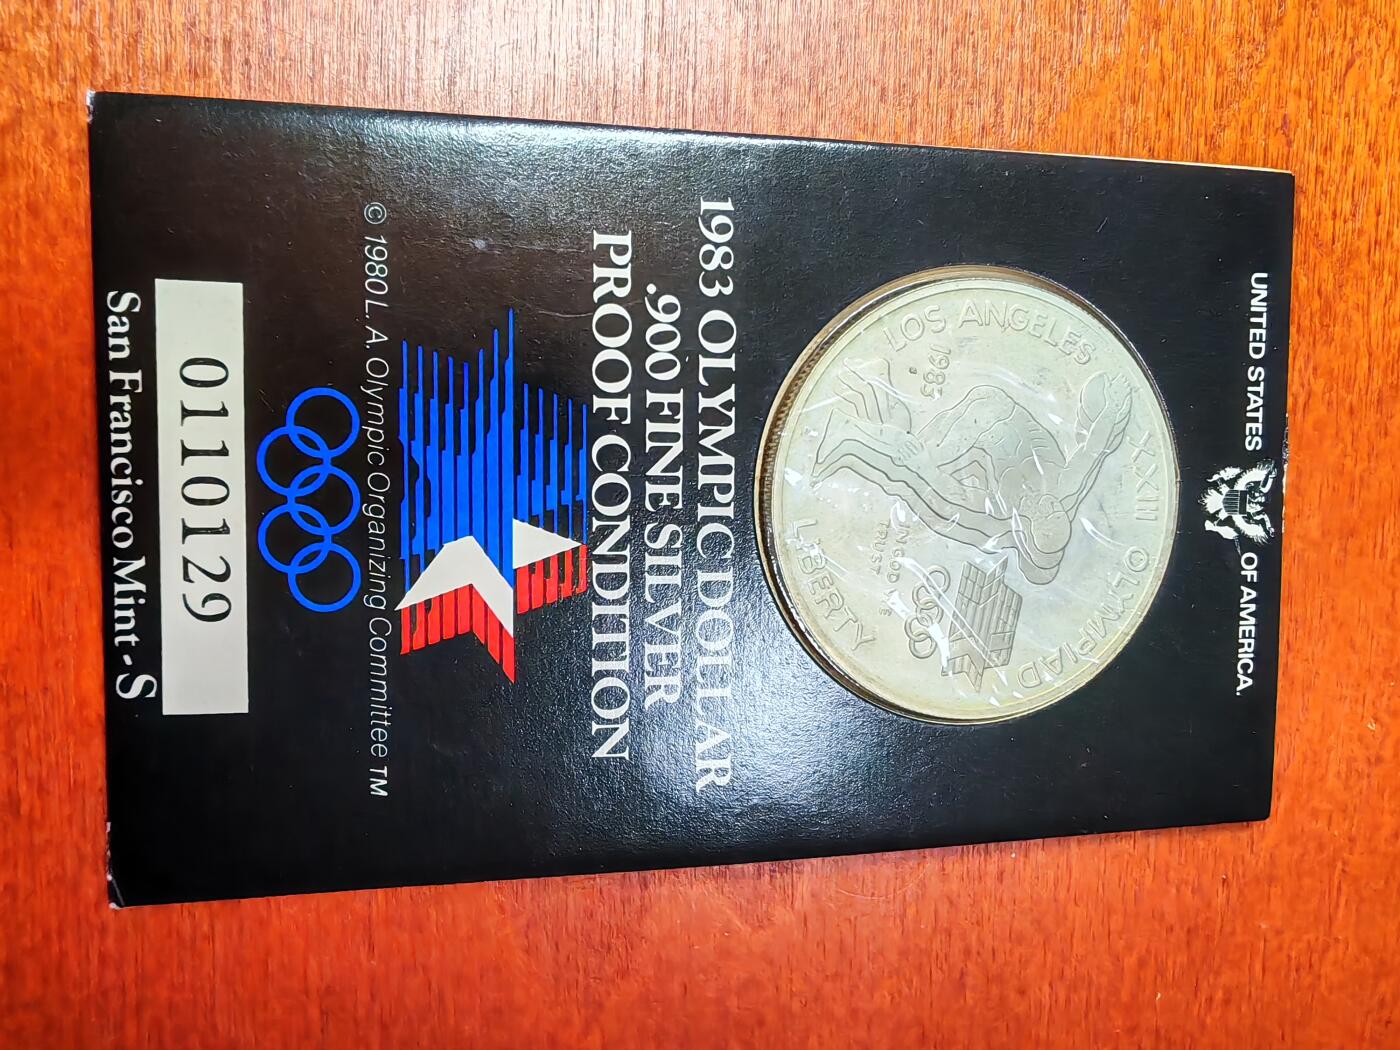 UNITED STATES OF AMERICA.
LOS ANGELES XXIII OLYMPIAD
1983
S
IN GOD WE
TRUST
LIBERTY
1983 OLYMPIC DOLLAR
.900 FINE SILVER
PROOF CONDITION
© 1980 L. A. Olympic Organizing Committee TM
0110129
San Francisco Mint - S